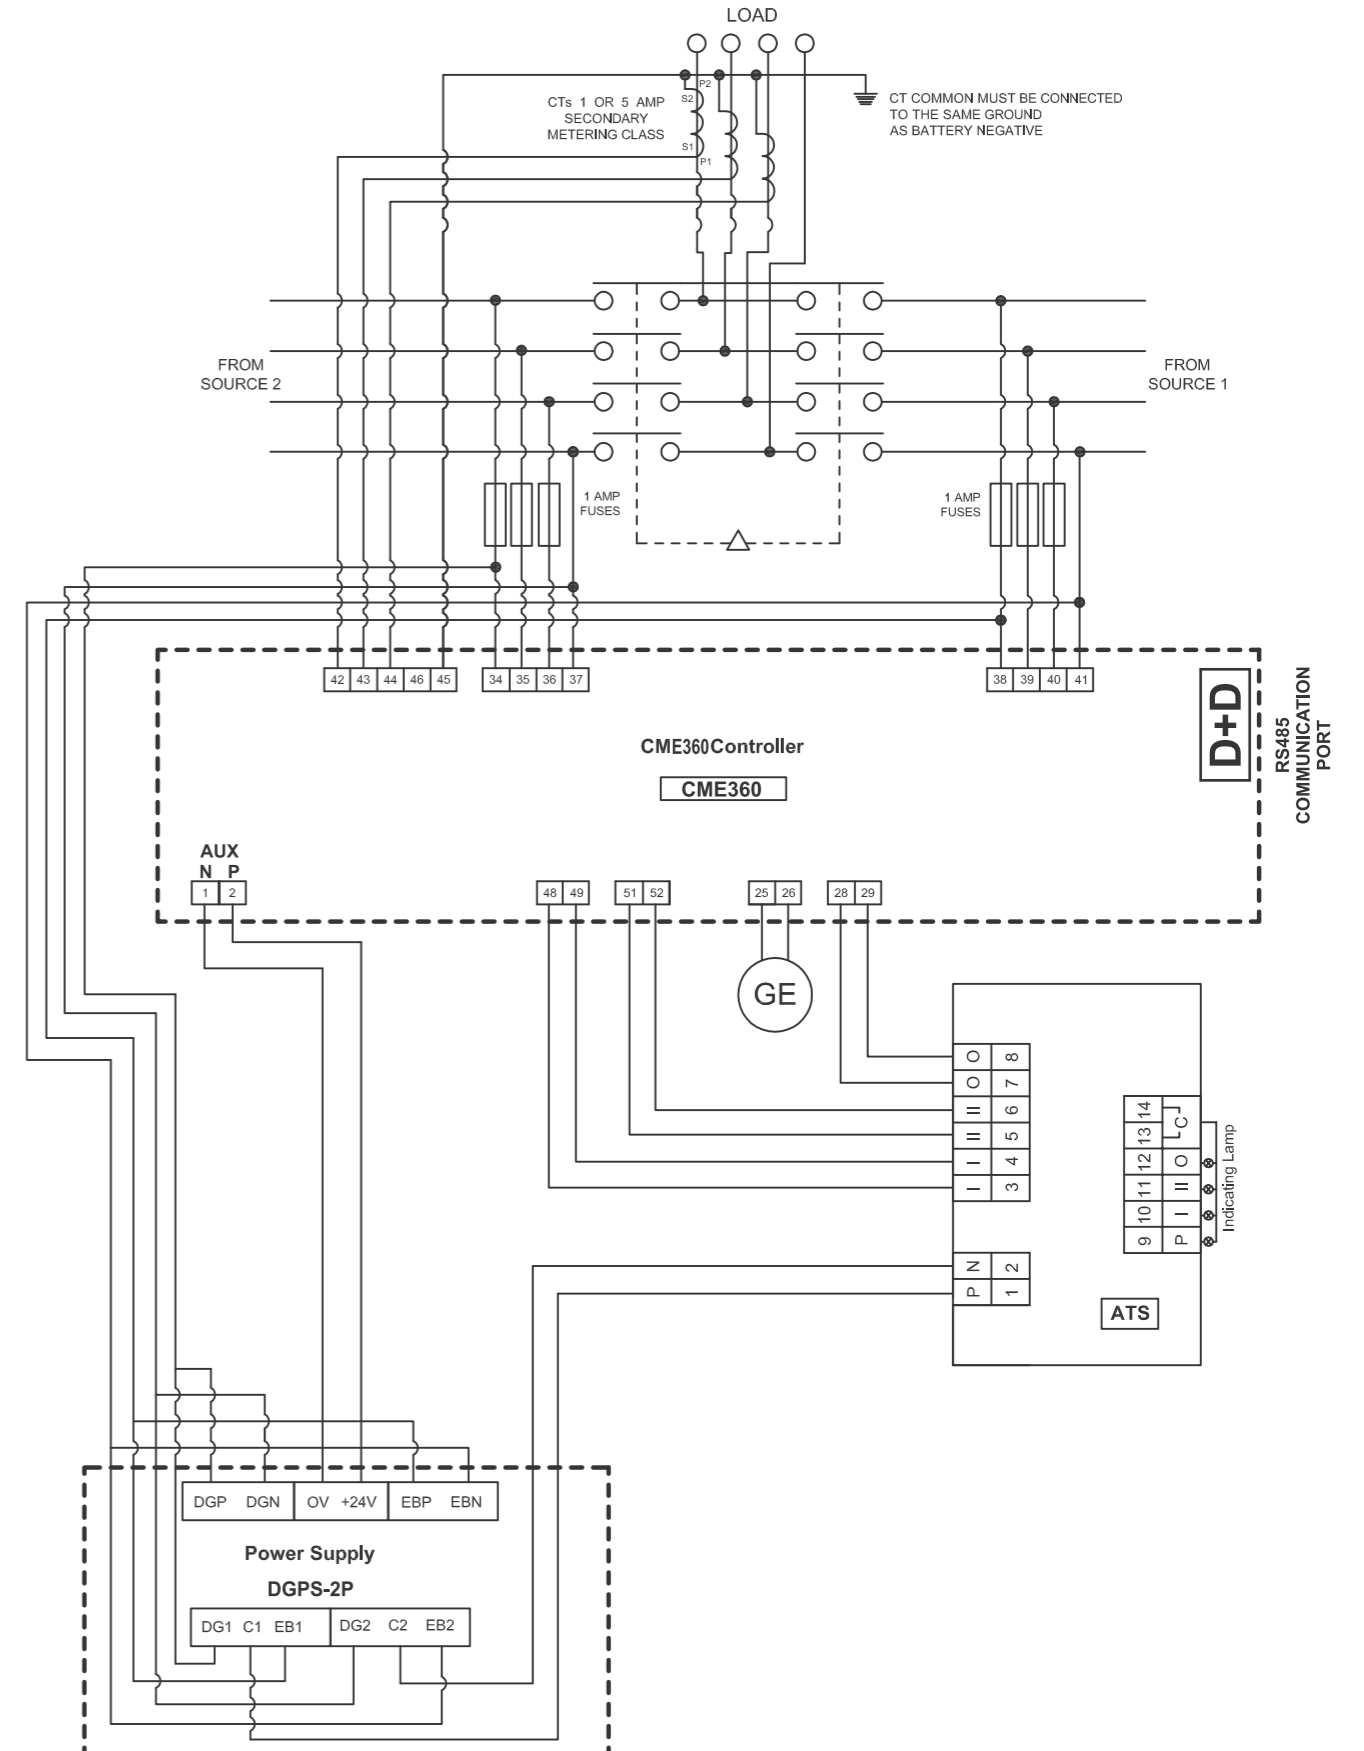 LOAD
P2
S2
CTs 1 OR 5 AMP
SECONDARY
METERING CLASS
S1
P1
CT COMMON MUST BE CONNECTED
TO THE SAME GROUND
AS BATTERY NEGATIVE
FROM
SOURCE 2
FROM
SOURCE 1
1 AMP
FUSES
1 AMP
FUSES
42 43 44 46 45
34 35 36 37
38 39 40 41
D+D
RS485
COMMUNICATION
PORT
CME360Controller
CME360
AUX
N P
1 2
48 49
51 52
25 26
28 29
GE
O 8
O 7
II 6
II 5
I 4
I 3
N 2
P 1
14
13
C
12 O
11 II
10 I
9 P
Indicating Lamp
ATS
DGP DGN OV +24V EBP EBN
Power Supply
DGPS-2P
DG1 C1 EB1 DG2 C2 EB2